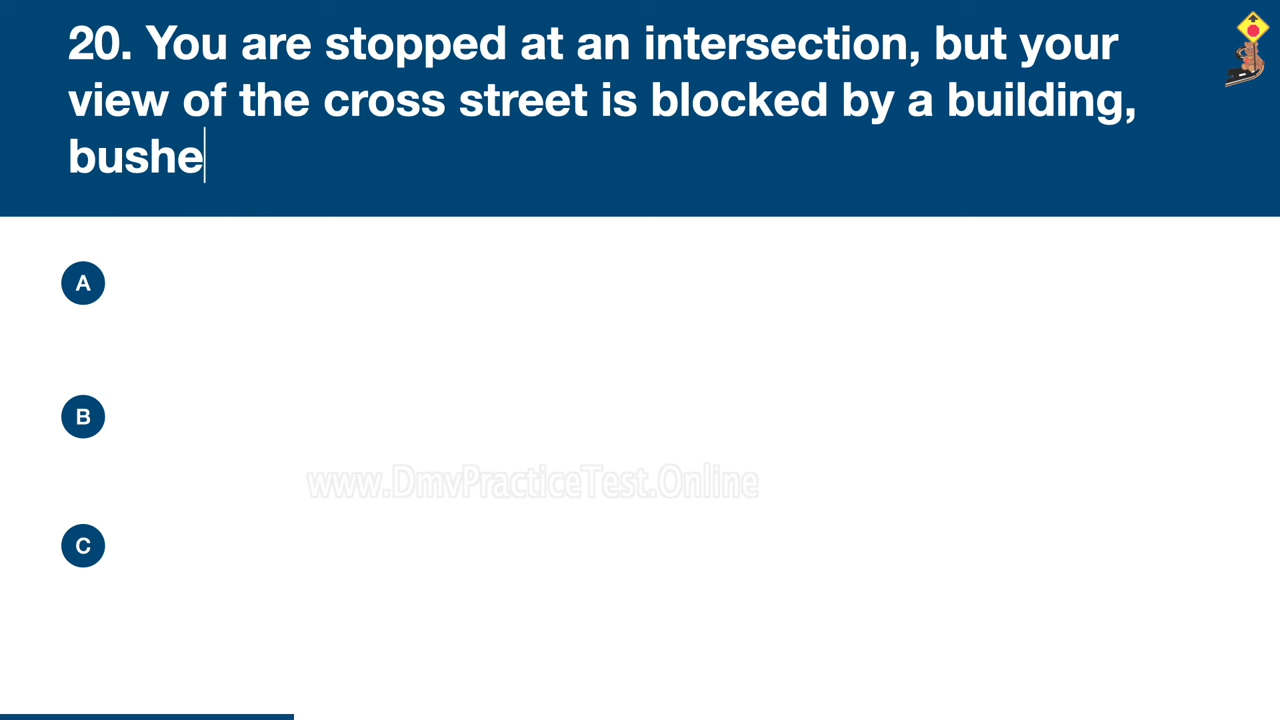 20. You are stopped at an intersection, but your
view of the cross street is blocked by a building,
bushe
A
B
www.DmvPracticeTest.Online
C